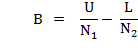 B = U/N₁ − L/N₂